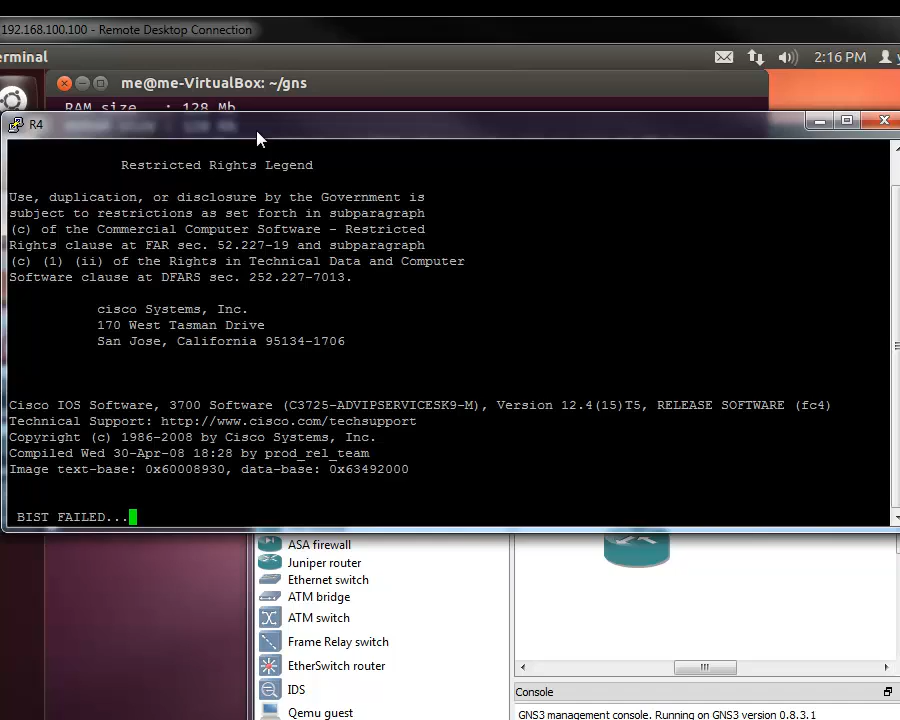 192.168.100.100 - Remote Desktop Connection
erminal
2:16 PM
me@me-VirtualBox: ~/gns
RAM size : 128 Mb
R4
Restricted Rights Legend
Use, duplication, or disclosure by the Government is
subject to restrictions as set forth in subparagraph
(c) of the Commercial Computer Software - Restricted
Rights clause at FAR sec. 52.227-19 and subparagraph
(c) (1) (ii) of the Rights in Technical Data and Computer
Software clause at DFARS sec. 252.227-7013.
cisco Systems, Inc.
170 West Tasman Drive
San Jose, California 95134-1706
Cisco IOS Software, 3700 Software (C3725-ADVIPSERVICESK9-M), Version 12.4(15)T5, RELEASE SOFTWARE (fc4)
Technical Support: http://www.cisco.com/techsupport
Copyright (c) 1986-2008 by Cisco Systems, Inc.
Compiled Wed 30-Apr-08 18:28 by prod_rel_team
Image text-base: 0x60008930, data-base: 0x63492000
BIST FAILED...
ASA firewall
Juniper router
Ethernet switch
ATM bridge
ATM switch
Frame Relay switch
EtherSwitch router
IDS
Qemu guest
Console
GNS3 management console. Running on GNS3 version 0.8.3.1